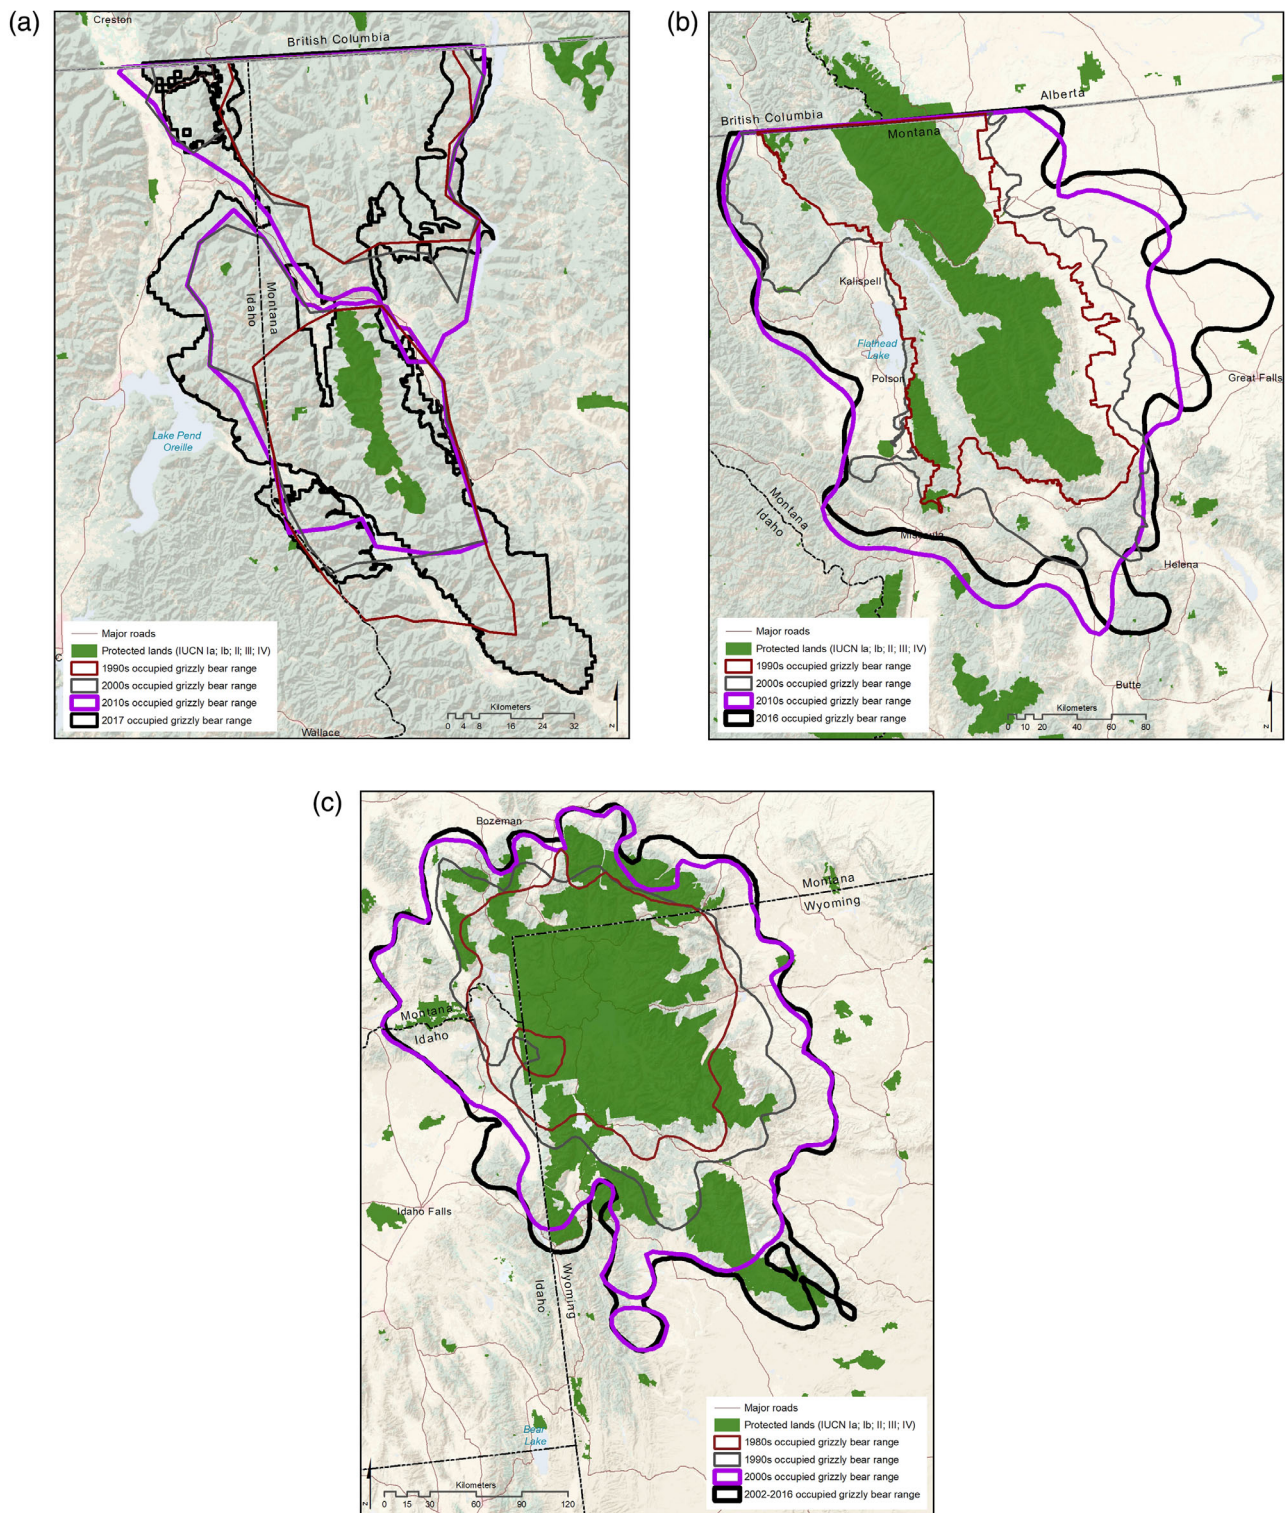 (a)
Creston
British Columbia
Montana
Idaho
Lake Pend
Oreille
Major roads
Protected lands (IUCN Ia; Ib; II; III; IV)
1990s occupied grizzly bear range
2000s occupied grizzly bear range
2010s occupied grizzly bear range
2017 occupied grizzly bear range
Kilometers
0 4 8 16 24 32
N
Wallace
(b)
Alberta
British Columbia
Montana
Kalispell
Flathead
Lake
Polson
Great Falls
Montana
Idaho
Missoula
Helena
Butte
Major roads
Protected lands (IUCN Ia; Ib; II; III; IV)
1990s occupied grizzly bear range
2000s occupied grizzly bear range
2010s occupied grizzly bear range
2016 occupied grizzly bear range
Kilometers
0 10 20 40 60 80
N
(c)
Bozeman
Montana
Wyoming
Montana
Idaho
Idaho Falls
Wyoming
Idaho
Bear
Lake
Major roads
Protected lands (IUCN Ia; Ib; II; III; IV)
1980s occupied grizzly bear range
1990s occupied grizzly bear range
2000s occupied grizzly bear range
2002-2016 occupied grizzly bear range
Kilometers
0 15 30 60 90 120
N